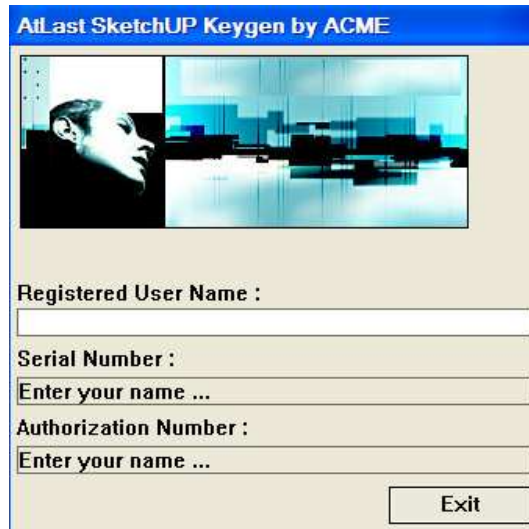 AtLast SketchUP Keygen by ACME
Registered User Name :
Serial Number :
Enter your name ...
Authorization Number :
Enter your name ...
Exit